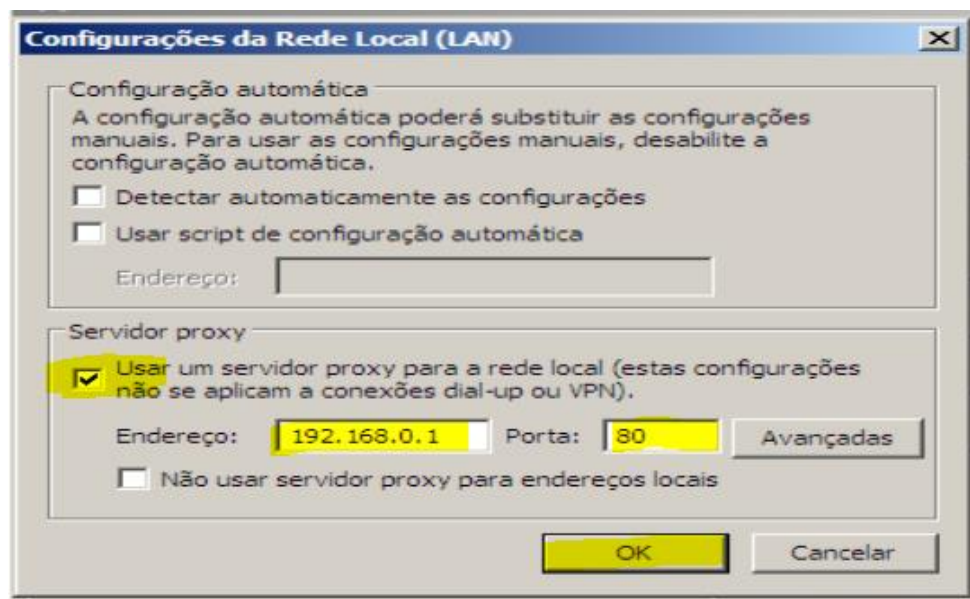 Configurações da Rede Local (LAN)
Configuração automática
A configuração automática poderá substituir as configurações
manuais. Para usar as configurações manuais, desabilite a
configuração automática.
Detectar automaticamente as configurações
Usar script de configuração automática
Endereço:
Servidor proxy
Usar um servidor proxy para a rede local (estas configurações
não se aplicam a conexões dial-up ou VPN).
Endereço: 192.168.0.1 Porta: 80 Avançadas
Não usar servidor proxy para endereços locais
OK Cancelar